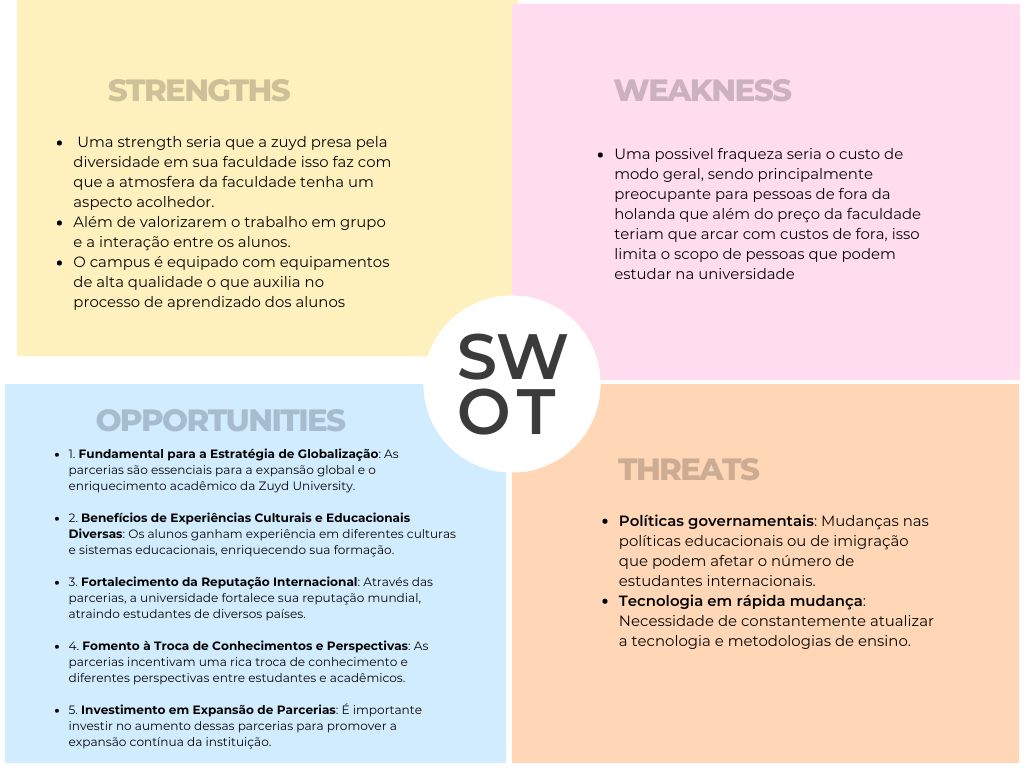 STRENGTHS
• Uma strength seria que a zuyd presa pela
diversidade em sua faculdade isso faz com
que a atmosfera da faculdade tenha um
aspecto acolhedor.
• Além de valorizarem o trabalho em grupo
e a interação entre os alunos.
• O campus é equipado com equipamentos
de alta qualidade o que auxilia no
processo de aprendizado dos alunos
WEAKNESS
• Uma possivel fraqueza seria o custo de
modo geral, sendo principalmente
preocupante para pessoas de fora da
holanda que além do preço da faculdade
teriam que arcar com custos de fora, isso
limita o scopo de pessoas que podem
estudar na universidade
SW
OT
OPPORTUNITIES
• 1. Fundamental para a Estratégia de Globalização: As
parcerias são essenciais para a expansão global e o
enriquecimento acadêmico da Zuyd University.
• 2. Benefícios de Experiências Culturais e Educacionais
Diversas: Os alunos ganham experiência em diferentes culturas
e sistemas educacionais, enriquecendo sua formação.
• 3. Fortalecimento da Reputação Internacional: Através das
parcerias, a universidade fortalece sua reputação mundial,
atraindo estudantes de diversos países.
• 4. Fomento à Troca de Conhecimentos e Perspectivas: As
parcerias incentivam uma rica troca de conhecimento e
diferentes perspectivas entre estudantes e acadêmicos.
• 5. Investimento em Expansão de Parcerias: É importante
investir no aumento dessas parcerias para promover a
expansão contínua da instituição.
THREATS
• Políticas governamentais: Mudanças nas
políticas educacionais ou de imigração
que podem afetar o número de
estudantes internacionais.
• Tecnologia em rápida mudança:
Necessidade de constantemente atualizar
a tecnologia e metodologias de ensino.